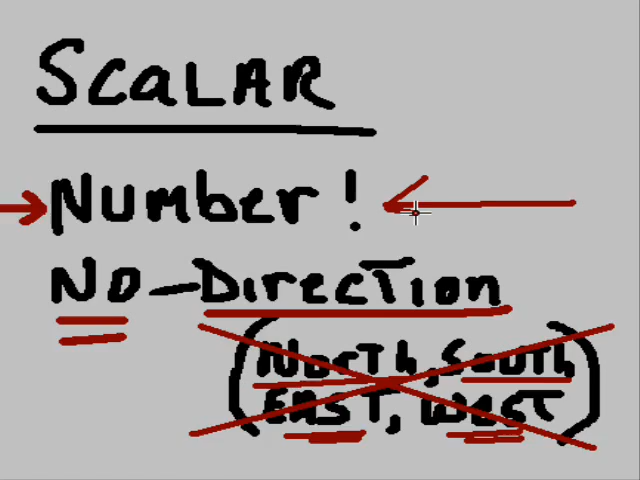 SCaLAR
Number !
NO - Direction
(North, South
EAST, West)